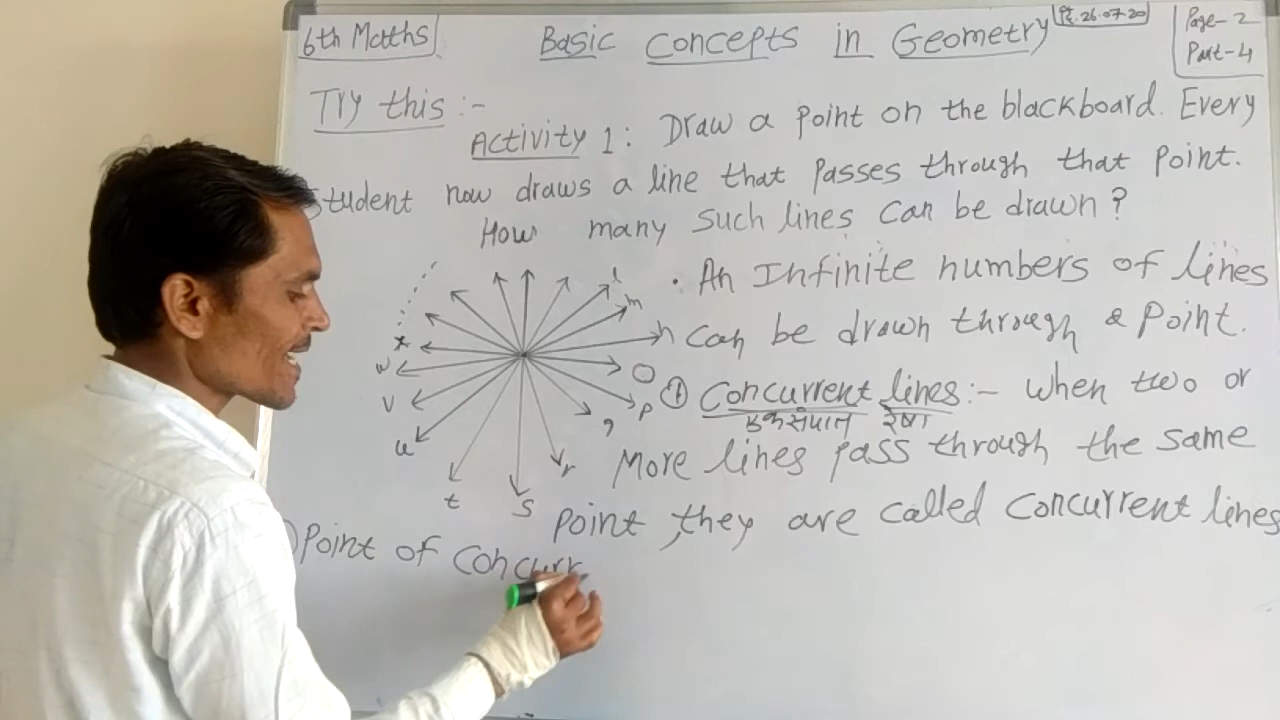 6th Maths
Basic Concepts in Geometry
दि. 26.07.20
Page-2
Part-4
Try this :-
Activity 1: Draw a point on the blackboard. Every
student now draws a line that passes through that point.
How many such lines can be drawn ?
l
m
n
O
p
q
r
S
t
u
v
w
x
. An Infinite numbers of lines
can be drawn through a point.
① Concurrent lines :- When two or
एकसंपात रेषा
More lines pass through the same
point, they are called concurrent lines
Point of Concurr